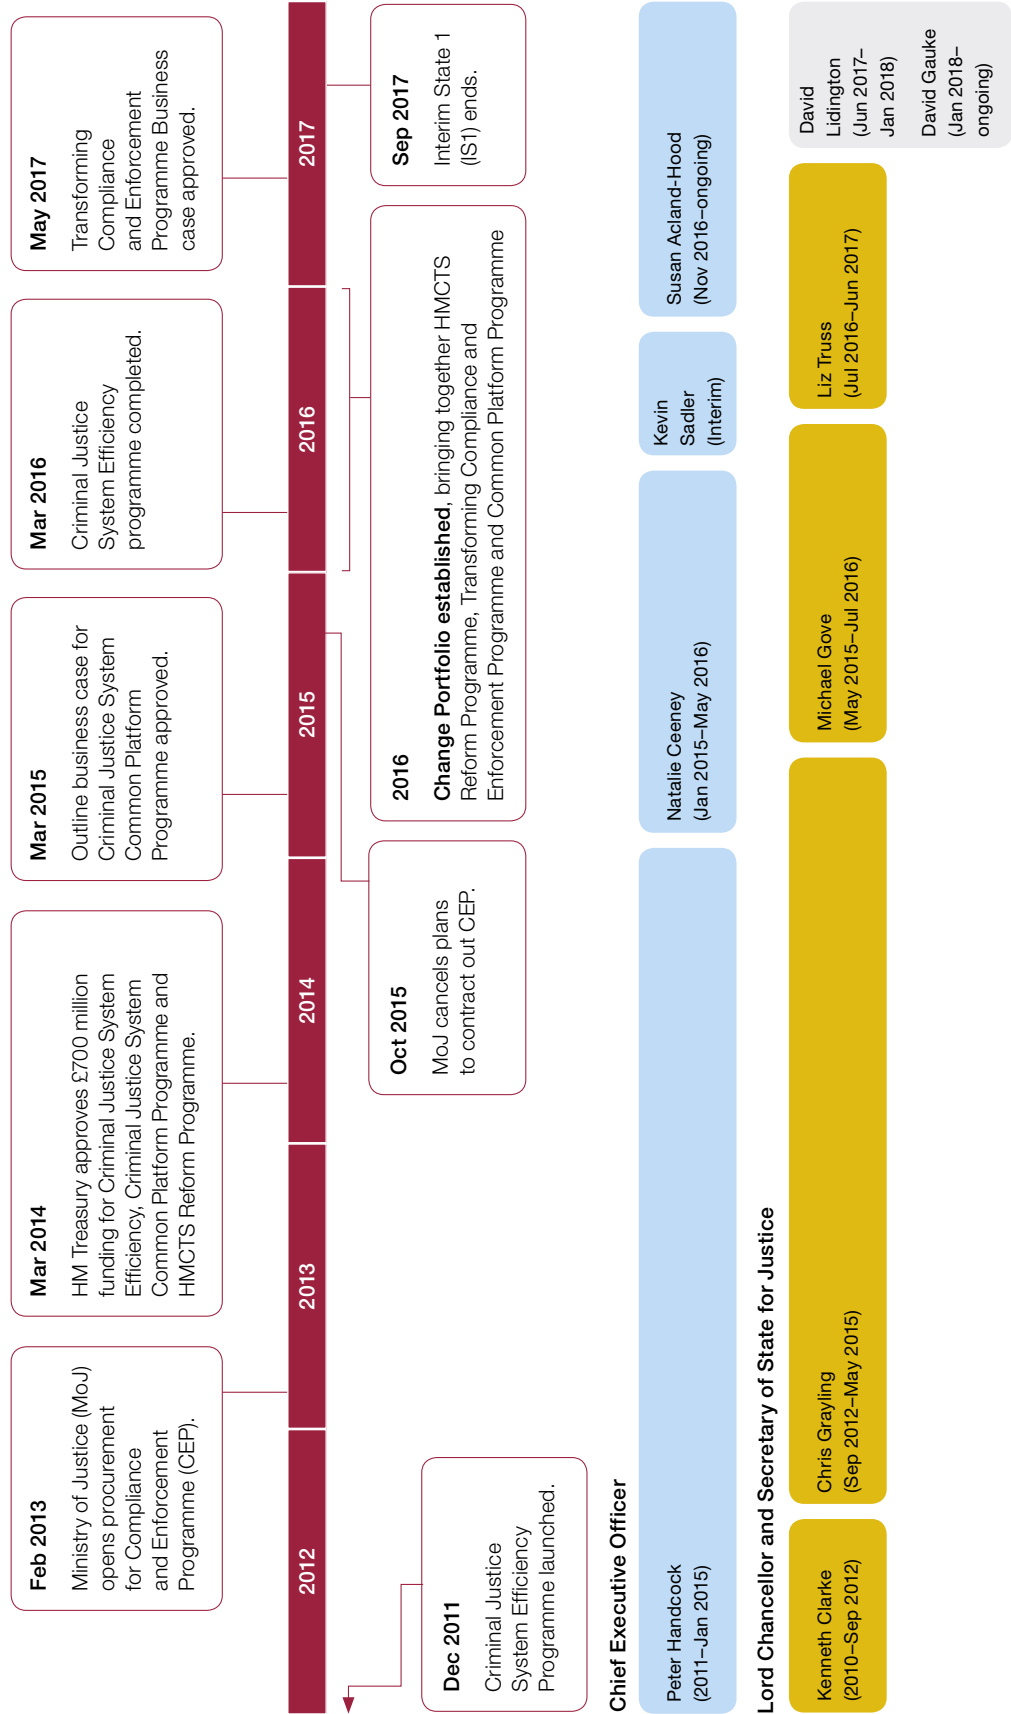 Feb 2013
Ministry of Justice (MoJ)
opens procurement
for Compliance
and Enforcement
Programme (CEP).
Mar 2014
HM Treasury approves £700 million
funding for Criminal Justice System
Efficiency, Criminal Justice System
Common Platform Programme and
HMCTS Reform Programme.
Mar 2015
Outline business case for
Criminal Justice System
Common Platform
Programme approved.
Mar 2016
Criminal Justice
System Efficiency
programme completed.
May 2017
Transforming
Compliance
and Enforcement
Programme Business
case approved.
2012
2013
2014
2015
2016
2017
Dec 2011
Criminal Justice
System Efficiency
Programme launched.
Oct 2015
MoJ cancels plans
to contract out CEP.
2016
Change Portfolio established, bringing together HMCTS
Reform Programme, Transforming Compliance and
Enforcement Programme and Common Platform Programme
Sep 2017
Interim State 1
(IS1) ends.
Chief Executive Officer
Peter Handcock
(2011–Jan 2015)
Natalie Ceeney
(Jan 2015–May 2016)
Kevin
Sadler
(Interim)
Susan Acland-Hood
(Nov 2016–ongoing)
Lord Chancellor and Secretary of State for Justice
Kenneth Clarke
(2010–Sep 2012)
Chris Grayling
(Sep 2012–May 2015)
Michael Gove
(May 2015–Jul 2016)
Liz Truss
(Jul 2016–Jun 2017)
David
Lidington
(Jun 2017–
Jan 2018)
David Gauke
(Jan 2018–
ongoing)